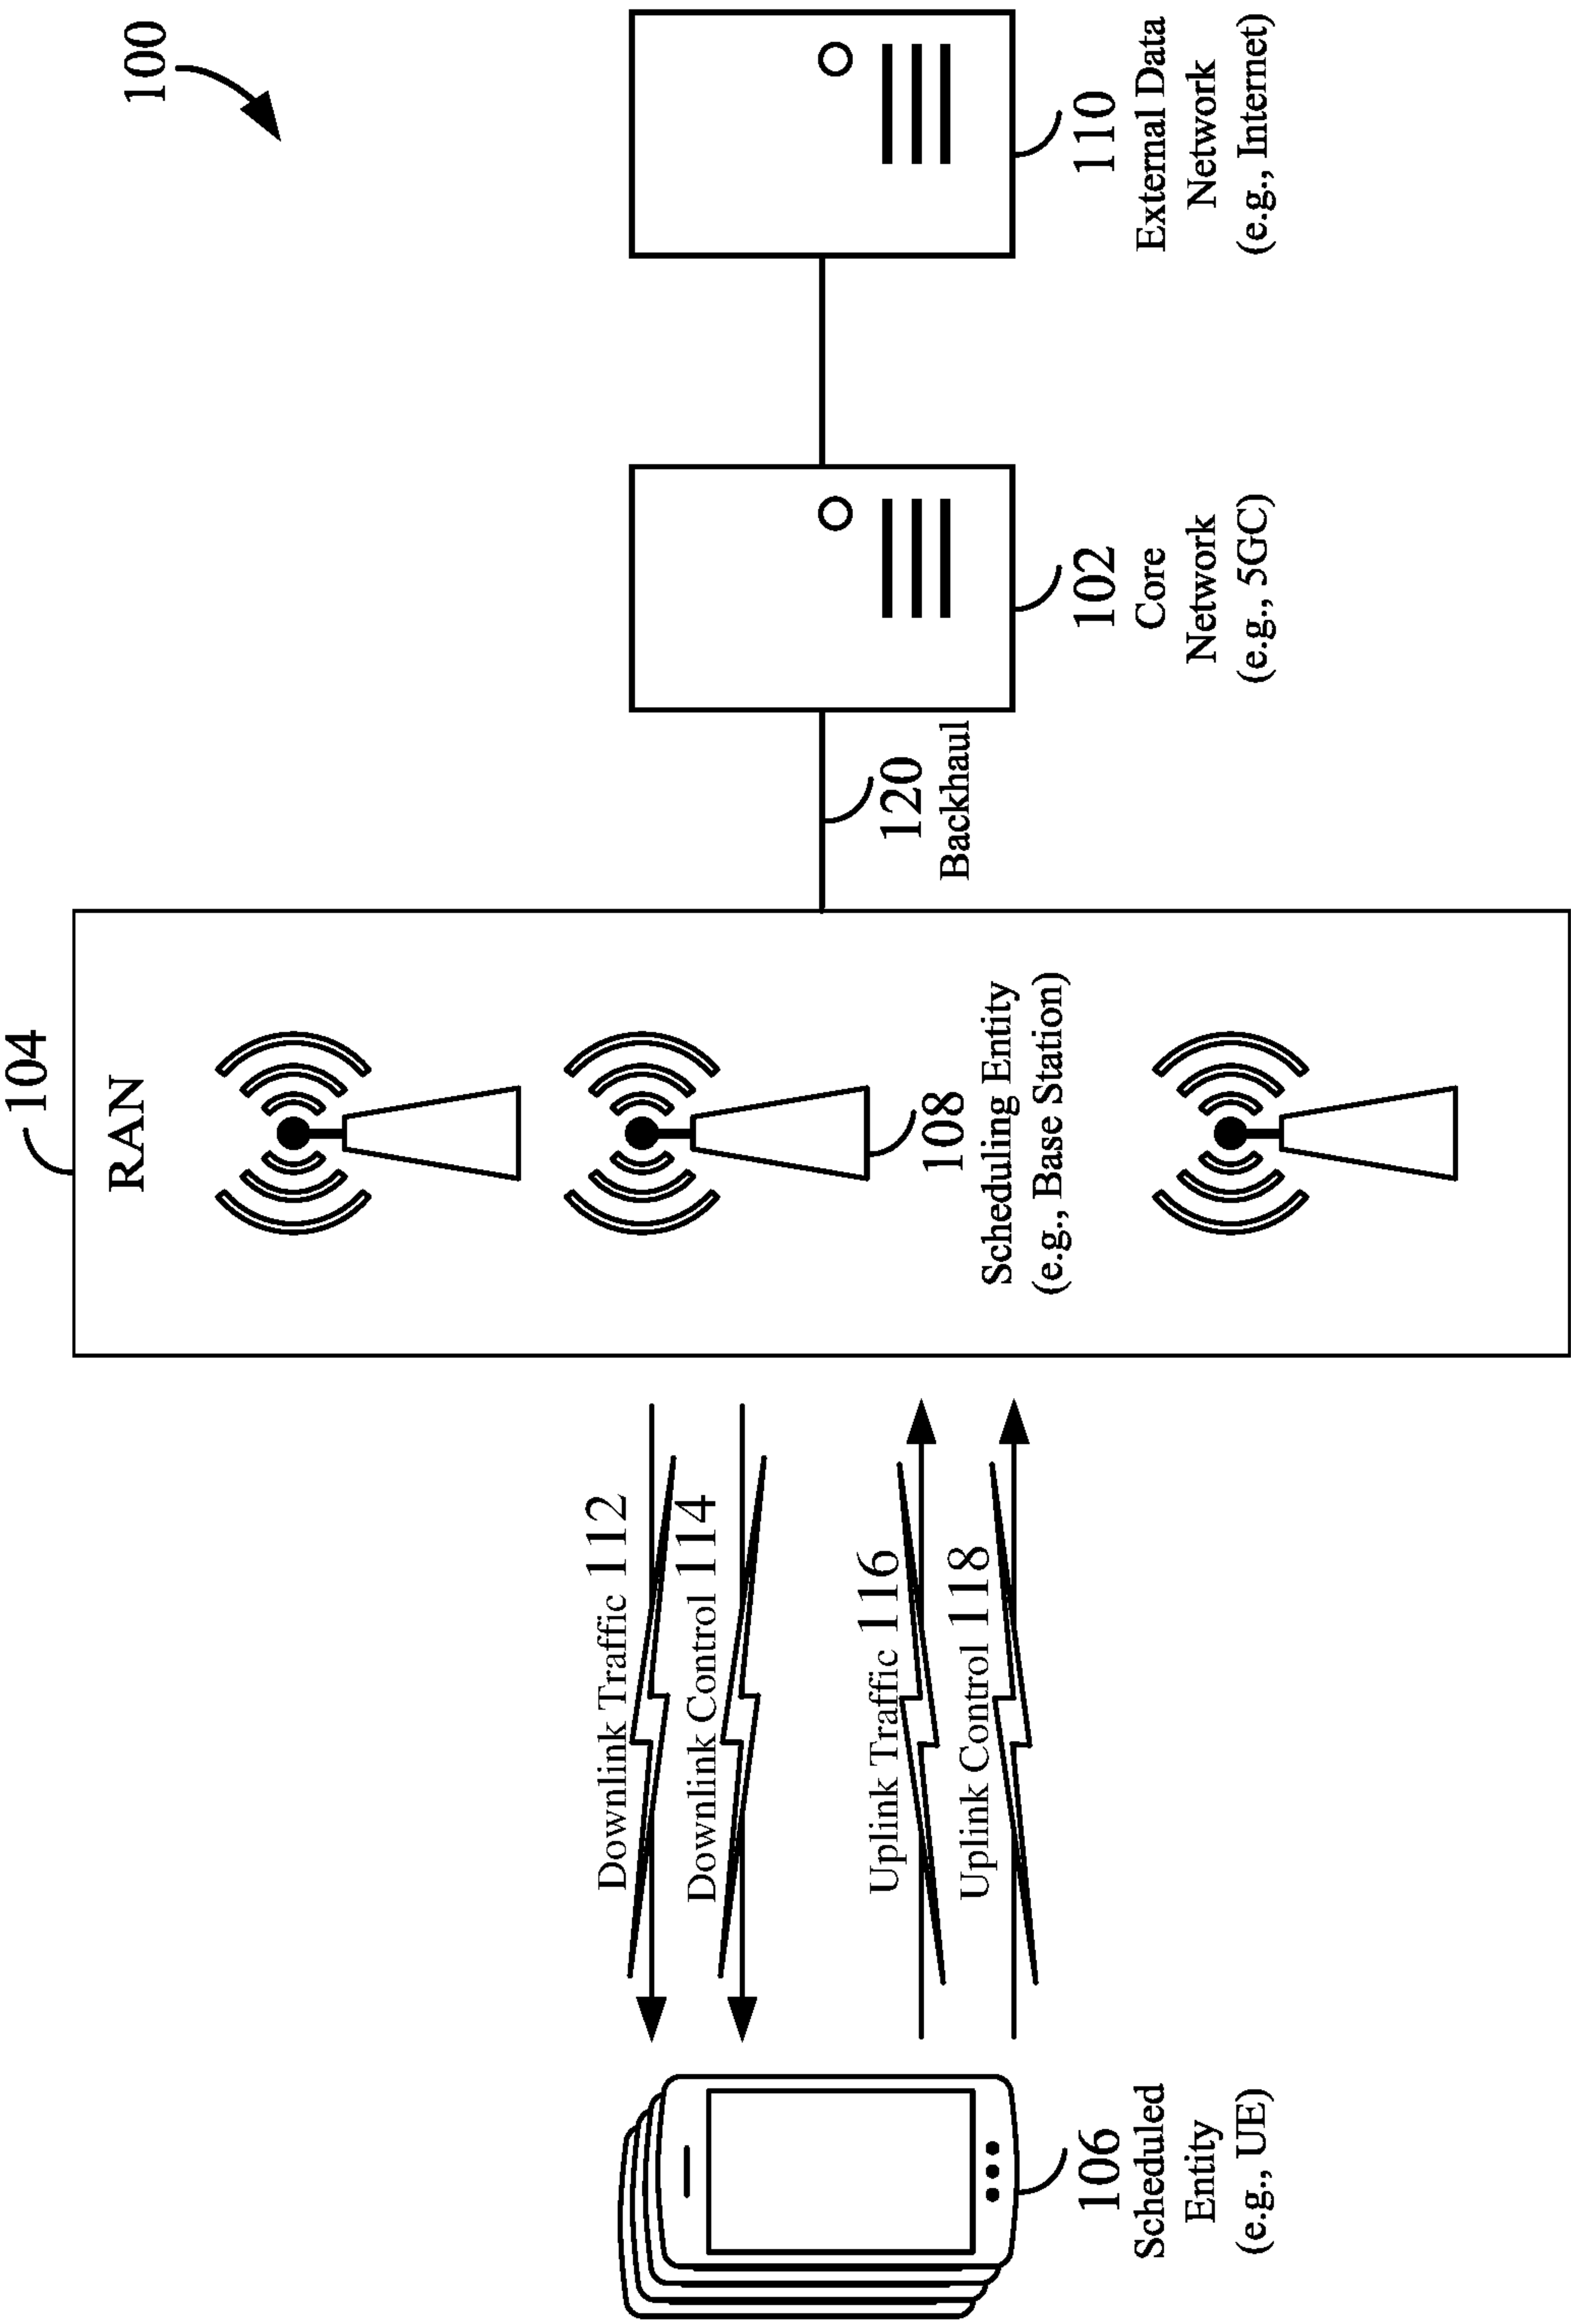 100
104
RAN
Downlink Traffic 112
Downlink Control 114
Uplink Traffic 116
Uplink Control 118
106
Scheduled
Entity
(e.g., UE)
108
Scheduling Entity
(e.g., Base Station)
120
Backhaul
102
Core
Network
(e.g., 5GC)
110
External Data
Network
(e.g., Internet)